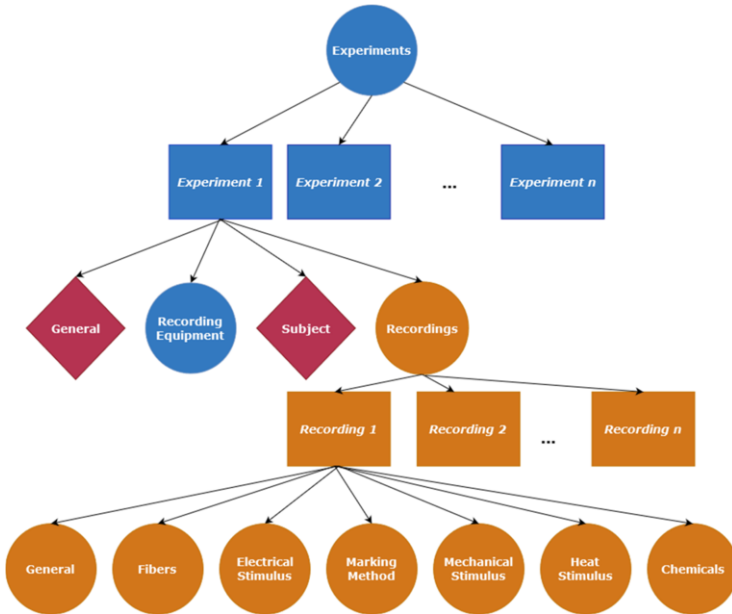 Experiments
Experiment 1
Experiment 2
...
Experiment n
General
Recording
Equipment
Subject
Recordings
Recording 1
Recording 2
...
Recording n
General
Fibers
Electrical
Stimulus
Marking
Method
Mechanical
Stimulus
Heat
Stimulus
Chemicals